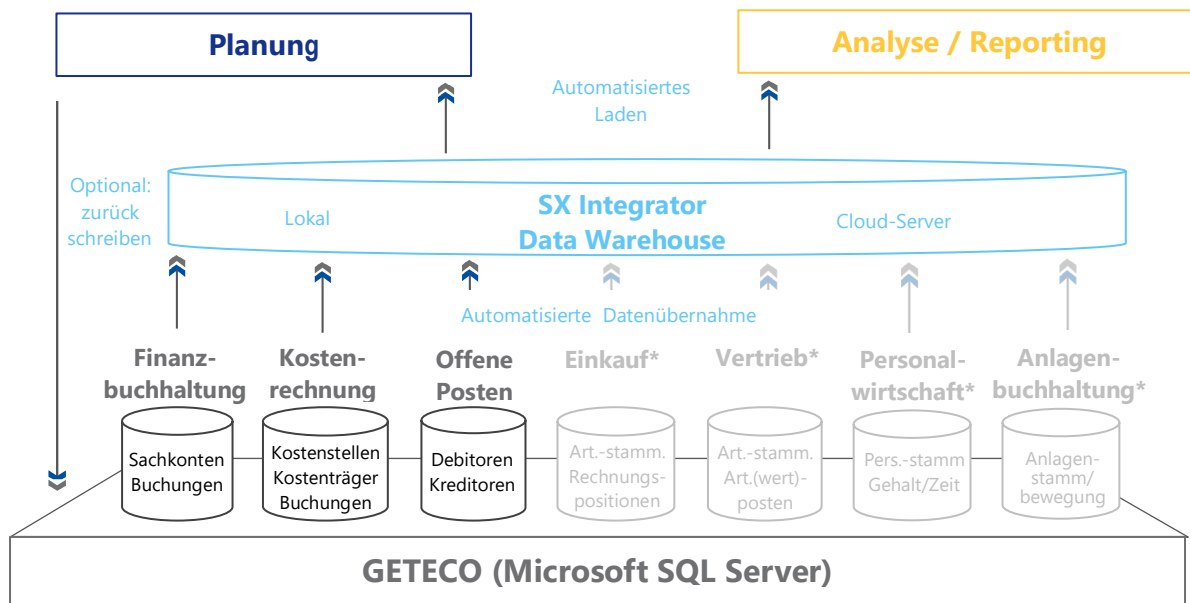 Planung
Analyse / Reporting
Automatisiertes
Laden
Optional:
zurück
schreiben
Lokal
SX Integrator
Data Warehouse
Cloud-Server
Automatisierte Datenübernahme
Finanz-
buchhaltung
Kosten-
rechnung
Offene
Posten
Einkauf*
Vertrieb*
Personal-
wirtschaft*
Anlagen-
buchhaltung*
Sachkonten
Buchungen
Kostenstellen
Kostenträger
Buchungen
Debitoren
Kreditoren
Art.-stamm.
Rechnungs-
positionen
Art.-stamm.
Art.(wert)-
posten
Pers.-stamm
Gehalt/Zeit
Anlagen-
stamm/
bewegung
GETECO (Microsoft SQL Server)